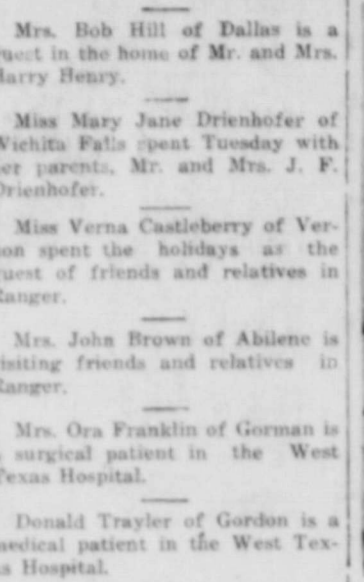 Mrs. Bob Hill of Dallas is a
guest in the home of Mr. and Mrs.
Harry Henry.
Miss Mary Jane Drienhofer of
Wichita Falls spent Tuesday with
her parents, Mr. and Mrs. J. F.
Drienhofer.
Miss Verna Castleberry of Ver-
non spent the holidays as the
guest of friends and relatives in
Ranger.
Mrs. John Brown of Abilene is
visiting friends and relatives in
Ranger.
Mrs. Ora Franklin of Gorman is
a surgical patient in the West
Texas Hospital.
Donald Trayler of Gordon is a
medical patient in the West Tex-
as Hospital.